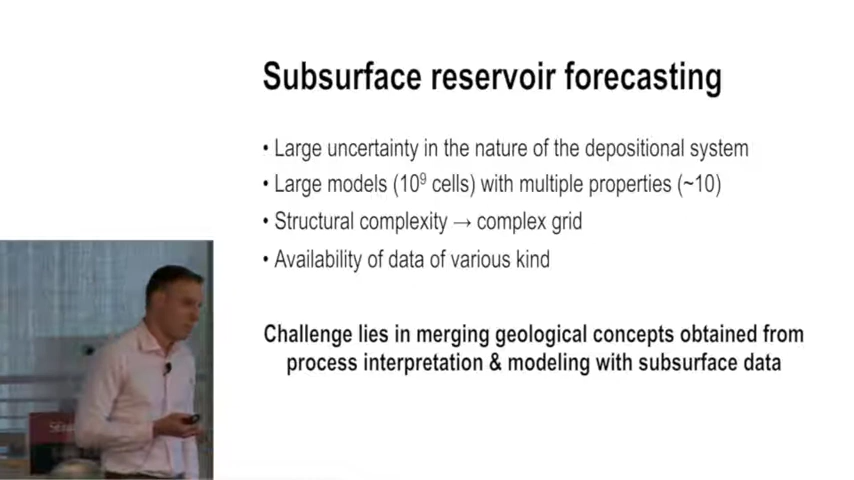 Subsurface reservoir forecasting
• Large uncertainty in the nature of the depositional system
• Large models (10⁹ cells) with multiple properties (~10)
• Structural complexity → complex grid
• Availability of data of various kind
Challenge lies in merging geological concepts obtained from
process interpretation & modeling with subsurface data